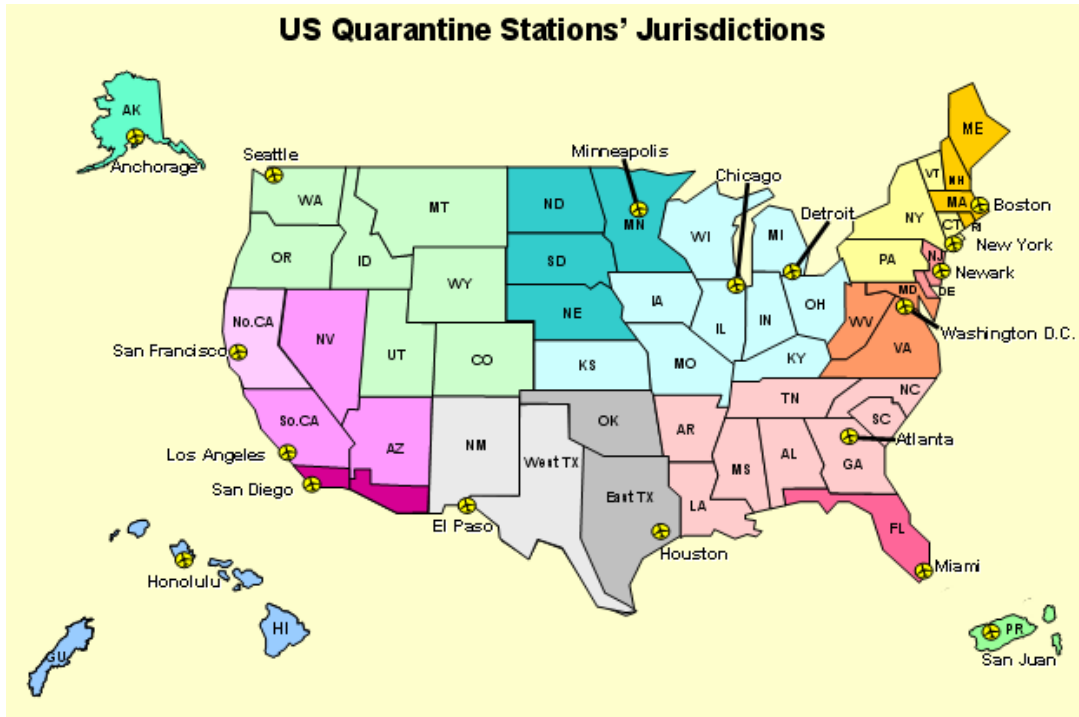 US Quarantine Stations' Jurisdictions
AK
Anchorage
Seattle
Minneapolis
Chicago
Detroit
Boston
New York
Newark
Washington D.C.
WA
MT
ND
MN
WI
MI
NY
VT
NH
ME
MA
CT
RI
OR
ID
WY
SD
IA
PA
NJ
DE
MD
No.CA
NV
UT
CO
NE
IL
IN
OH
WV
VA
San Francisco
KS
MO
KY
So.CA
AZ
NM
OK
West TX
AR
TN
NC
SC
Los Angeles
San Diego
El Paso
East TX
Houston
LA
MS
AL
GA
Atlanta
FL
Miami
Honolulu
HI
GU
PR
San Juan